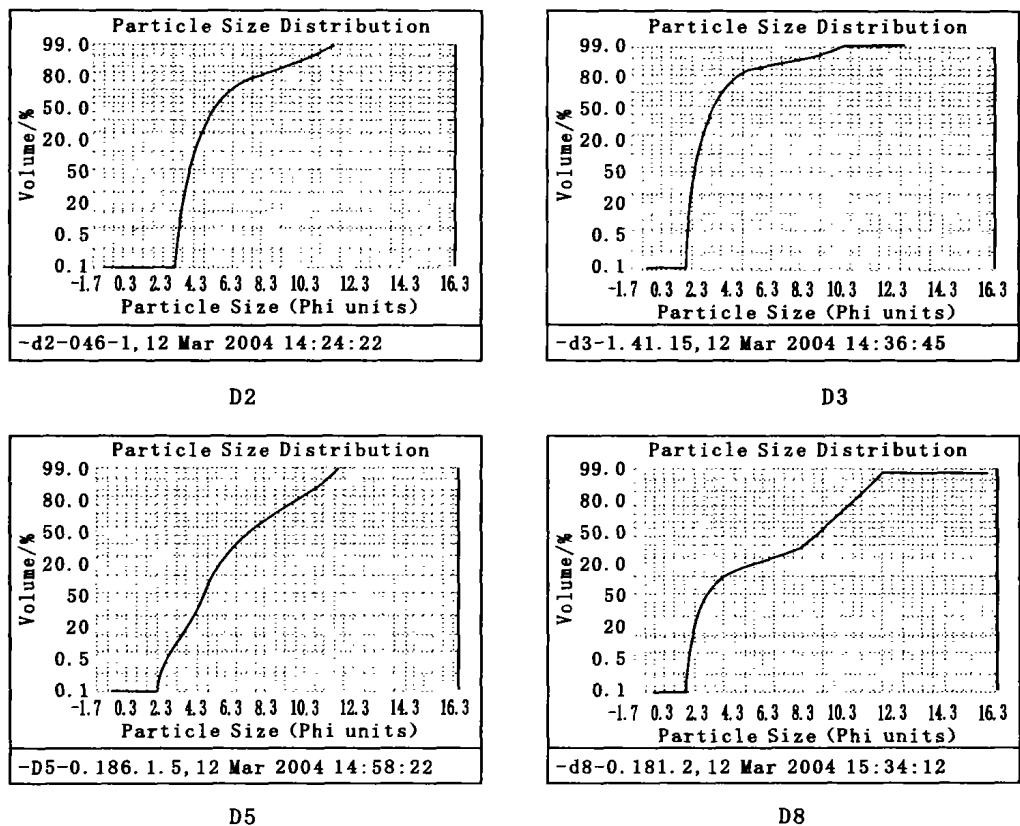 Particle Size Distribution
99.0
80.0
50.0
20.0
50
20
0.5
0.1
Volume/%
-1.7 0.3 2.3 4.3 6.3 8.3 10.3 12.3 16.3
Particle Size (Phi units)
-d2-046-1, 12 Mar 2004 14:24:22
D2
Particle Size Distribution
99.0
80.0
50.0
20.0
50
20
0.5
0.1
Volume/%
-1.7 0.3 2.3 4.3 6.3 8.3 10.3 12.3 16.3
Particle Size (Phi units)
-d3-1.41.15, 12 Mar 2004 14:36:45
D3
Particle Size Distribution
99.0
80.0
50.0
20.0
50
20
0.5
0.1
Volume/%
-1.7 0.3 2.3 4.3 6.3 8.3 10.3 12.3 16.3
Particle Size (Phi units)
-D5-0.186.1.5, 12 Mar 2004 14:58:22
D5
Particle Size Distribution
99.0
80.0
50.0
20.0
50
20
0.5
0.1
Volume/%
-1.7 0.3 2.3 4.3 6.3 8.3 10.3 12.3 14.3 16.3
Particle Size (Phi units)
-d8-0.181.2, 12 Mar 2004 15:34:12
D8